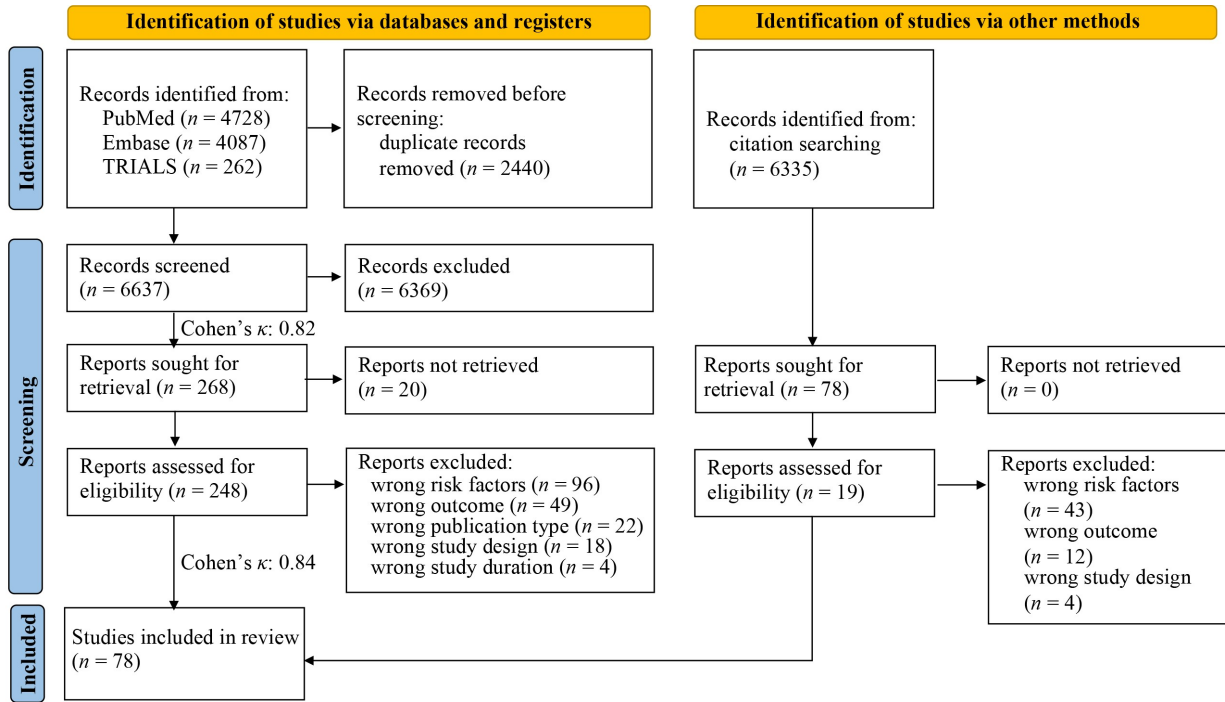 Identification of studies via databases and registers
Identification of studies via other methods
Identification
Records identified from:
PubMed (n = 4728)
Embase (n = 4087)
TRIALS (n = 262)
Records removed before
screening:
duplicate records
removed (n = 2440)
Records identified from:
citation searching
(n = 6335)
Screening
Records screened
(n = 6637)
Records excluded
(n = 6369)
Cohen's κ: 0.82
Reports sought for
retrieval (n = 268)
Reports not retrieved
(n = 20)
Reports sought for
retrieval (n = 78)
Reports not retrieved
(n = 0)
Reports assessed for
eligibility (n = 248)
Reports excluded:
wrong risk factors (n = 96)
wrong outcome (n = 49)
wrong publication type (n = 22)
wrong study design (n = 18)
wrong study duration (n = 4)
Reports assessed for
eligibility (n = 19)
Reports excluded:
wrong risk factors
(n = 43)
wrong outcome
(n = 12)
wrong study design
(n = 4)
Cohen's κ: 0.84
Included
Studies included in review
(n = 78)